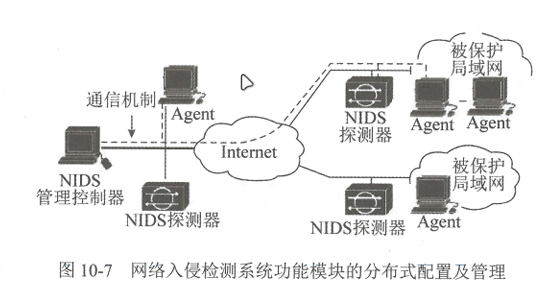 被保护
局域网
通信机制
Agent
NIDS
探测器
Agent
Agent
Internet
NIDS
管理控制器
NIDS探测器
被保护
局域网
NIDS探测器
Agent
图 10-7 网络入侵检测系统功能模块的分布式配置及管理